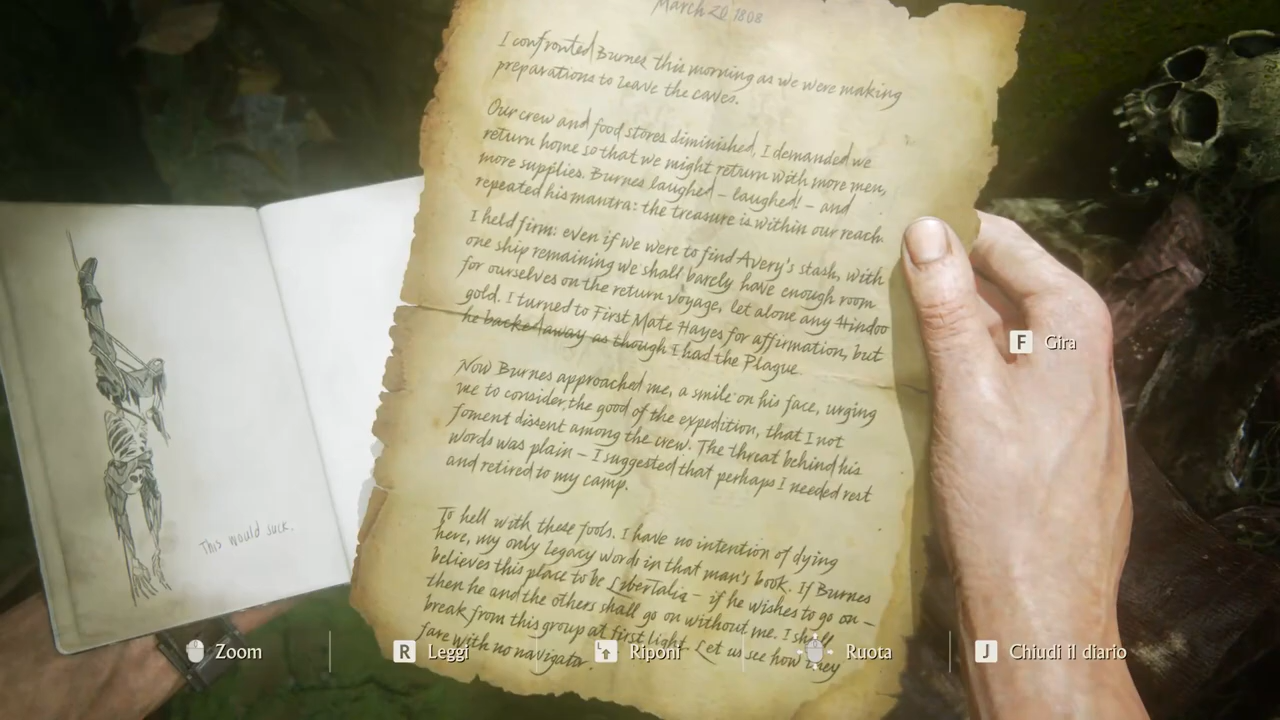 March 20 1808
I confronted Burnes this morning as we were making
preparations to leave the caves.
Our crew and food stores diminished, I demanded we
return home so that we might return with more men,
more supplies. Burnes laughed – laughed! – and
repeated his mantra: the treasure is within our reach.
I held firm: even if we were to find Avery's stash, with
one ship remaining we shall barely have enough room
for ourselves on the return voyage, let alone any Hindoo
gold. I turned to First Mate Hayes for affirmation, but
he backed away as though I had the Plague.
Now Burnes approached me, a smile on his face, urging
me to consider the good of the expedition, that I not
foment dissent among the crew. The threat behind his
words was plain – I suggested that perhaps I needed rest
and retired to my camp.
To hell with these fools. I have no intention of dying
here, my only legacy words in that man's book. If Burnes
believes this place to be Libertalia – if he wishes to go on –
then he and the others shall go on without me. I shall
break from this group at first light. Let us see how they
fare with no navigator.
This would suck.
F Gira
Zoom
R Leggi
L Riponi
Ruota
J Chiudi il diario